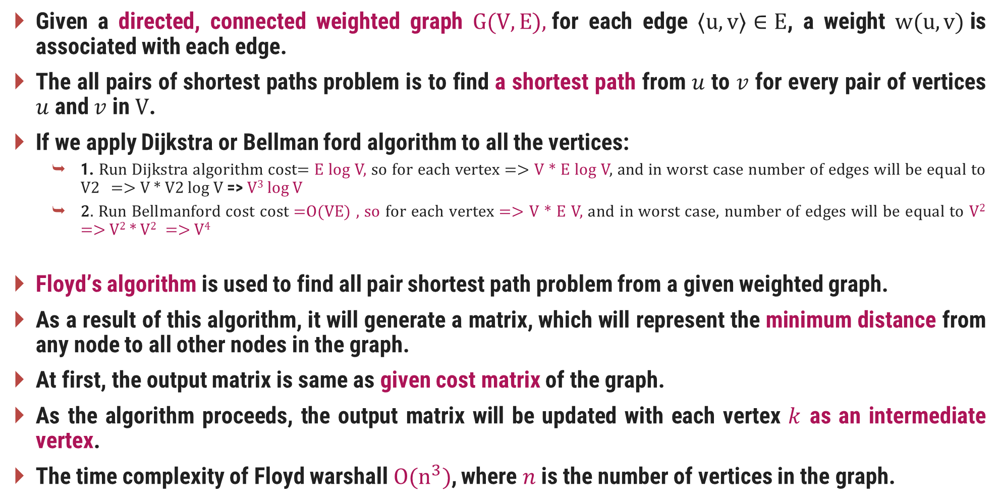 Given a directed, connected weighted graph G(V, E), for each edge ⟨u, v⟩ ∈ E, a weight w(u, v) is
associated with each edge.
The all pairs of shortest paths problem is to find a shortest path from u to v for every pair of vertices
u and v in V.
If we apply Dijkstra or Bellman ford algorithm to all the vertices:
1. Run Dijkstra algorithm cost= E log V, so for each vertex => V * E log V, and in worst case number of edges will be equal to
V2 => V * V2 log V => V³ log V
2. Run Bellmanford cost cost =O(VE) , so for each vertex => V * E V, and in worst case, number of edges will be equal to V²
=> V² * V² => V⁴
Floyd's algorithm is used to find all pair shortest path problem from a given weighted graph.
As a result of this algorithm, it will generate a matrix, which will represent the minimum distance from
any node to all other nodes in the graph.
At first, the output matrix is same as given cost matrix of the graph.
As the algorithm proceeds, the output matrix will be updated with each vertex k as an intermediate
vertex.
The time complexity of Floyd warshall O(n³), where n is the number of vertices in the graph.